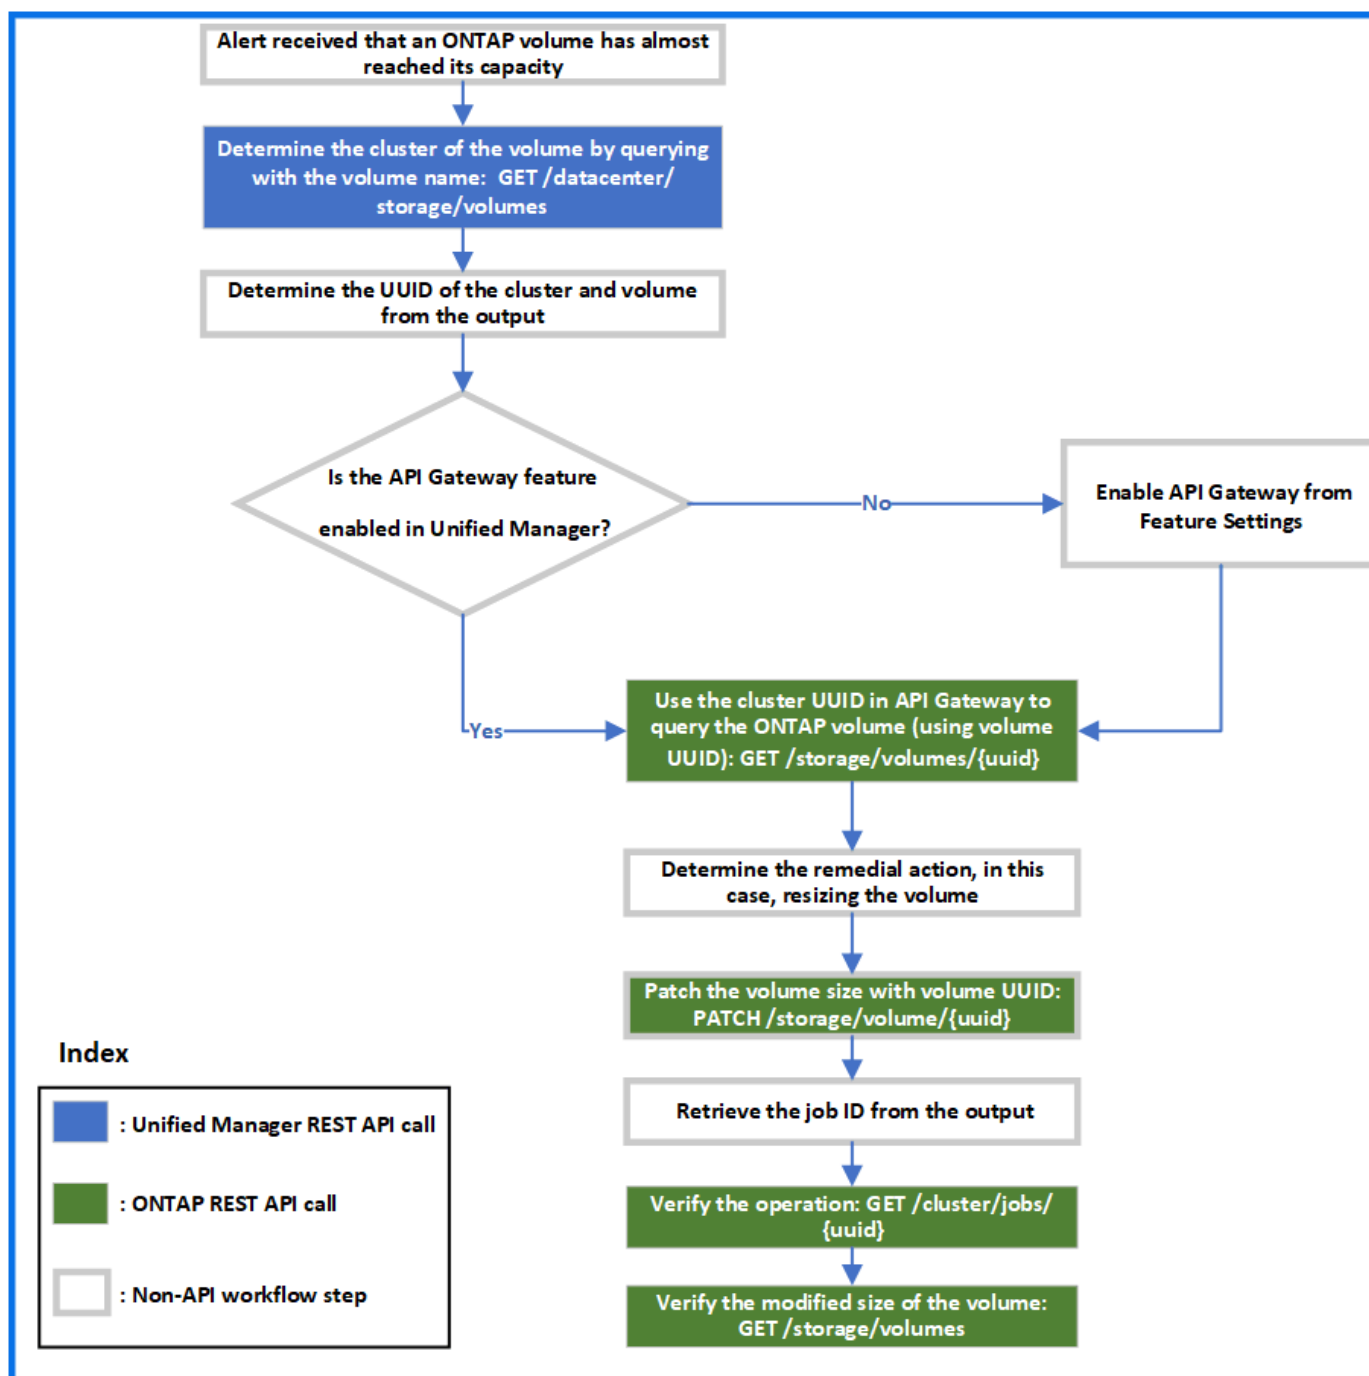 Alert received that an ONTAP volume has almost
reached its capacity
Determine the cluster of the volume by querying
with the volume name:  GET /datacenter/
storage/volumes
Determine the UUID of the cluster and volume
from the output
Is the API Gateway feature
enabled in Unified Manager?
No
Enable API Gateway from
Feature Settings
Yes
Use the cluster UUID in API Gateway to
query the ONTAP volume (using volume
UUID): GET /storage/volumes/{uuid}
Determine the remedial action, in this
case, resizing the volume
Patch the volume size with volume UUID:
PATCH /storage/volume/{uuid}
Retrieve the job ID from the output
Verify the operation: GET /cluster/jobs/
{uuid}
Verify the modified size of the volume:
GET /storage/volumes
Index
: Unified Manager REST API call
: ONTAP REST API call
: Non-API workflow step